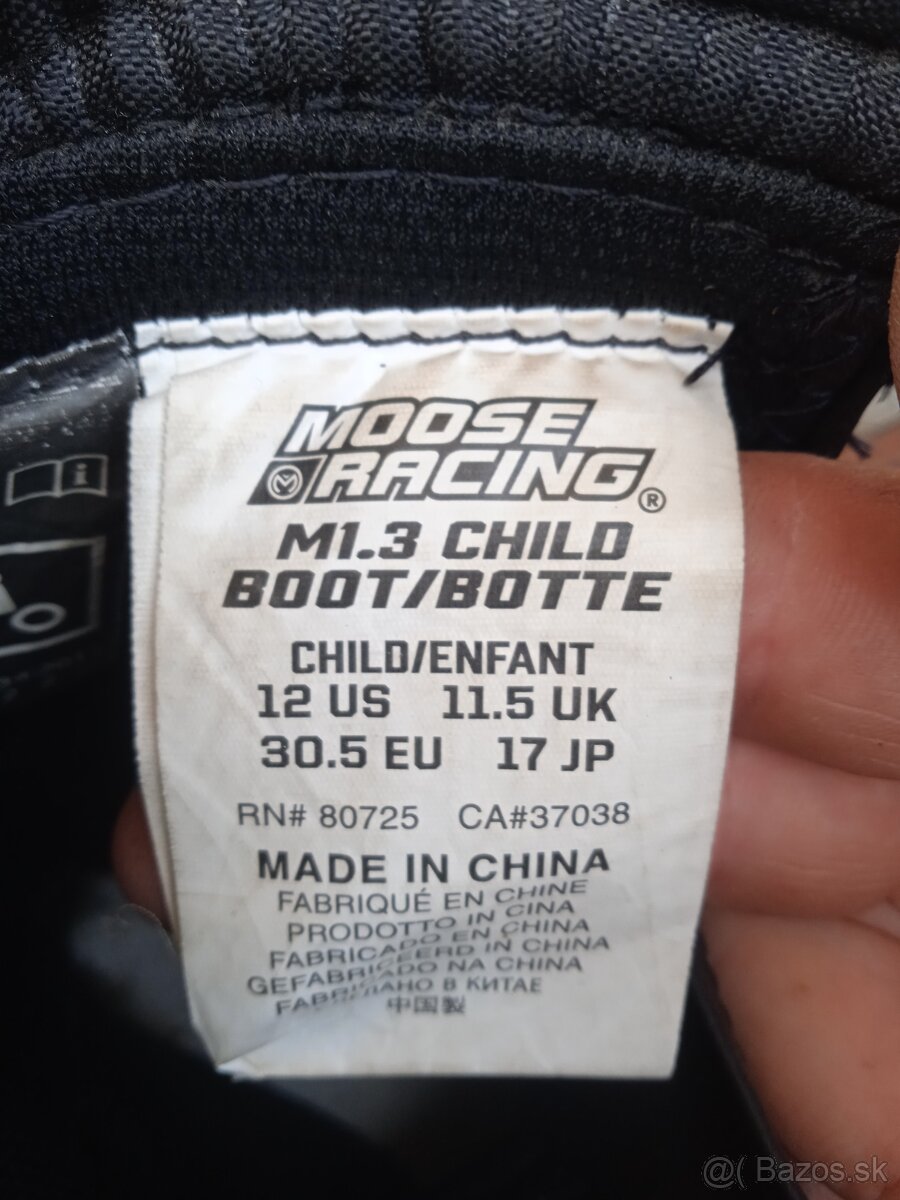 MOOSE
RACING®
M1.3 CHILD
BOOT/BOTTE
CHILD/ENFANT
12 US 11.5 UK
30.5 EU 17 JP
RN# 80725 CA#37038
MADE IN CHINA
FABRIQUÉ EN CHINE
PRODOTTO IN CINA
FABRICADO EN CHINA
GEFABRICEERD IN CHINA
FABRICADO NA CHINA
В КИТАЕ
中国製
@( Bazos.sk